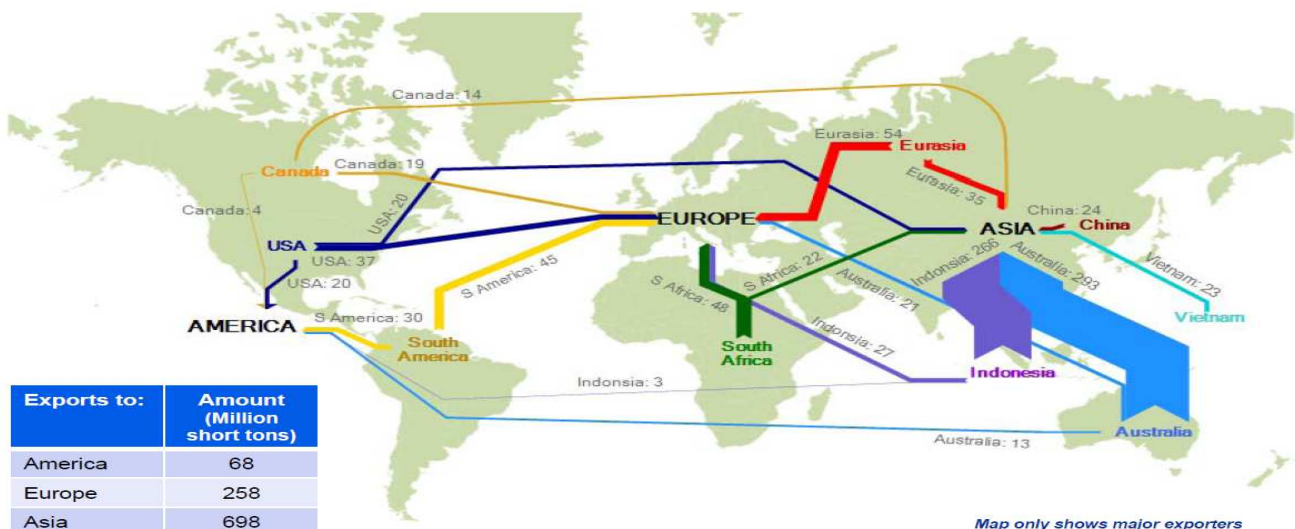 Canada: 14
Eurasia: 54
Eurasia
Canada
Canada: 19
Eurasia: 35
Canada: 4
USA: 20
EUROPE
ASIA
China: 24
China
USA
USA: 37
USA: 20
S America: 45
S Africa: 48
S Africa: 22
Australia: 21
Indonsia: 266
Australia: 293
Vietnam: 23
Vietnam
AMERICA
S America: 30
South
America
South
Africa
Indonsia: 27
Indonesia
Indonsia: 3
Australia
Australia: 13
Exports to:
Amount
(Million
short tons)
America 68
Europe 258
Asia 698
Map only shows major exporters